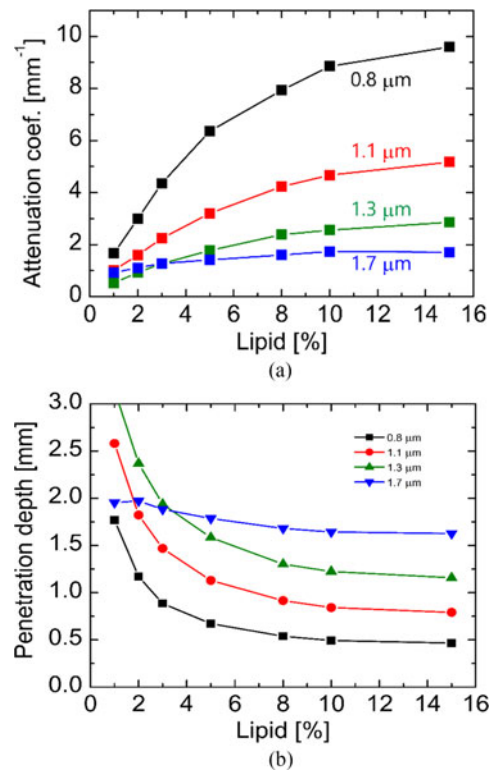 Attenuation coef. [mm⁻¹]
10
8
6
4
2
0
0.8 µm
1.1 µm
1.3 µm
1.7 µm
0 2 4 6 8 10 12 14 16
Lipid [%]
(a)
Penetration depth [mm]
3.0
2.5
2.0
1.5
1.0
0.5
0.0
0.8 µm
1.1 µm
1.3 µm
1.7 µm
0 2 4 6 8 10 12 14 16
Lipid [%]
(b)